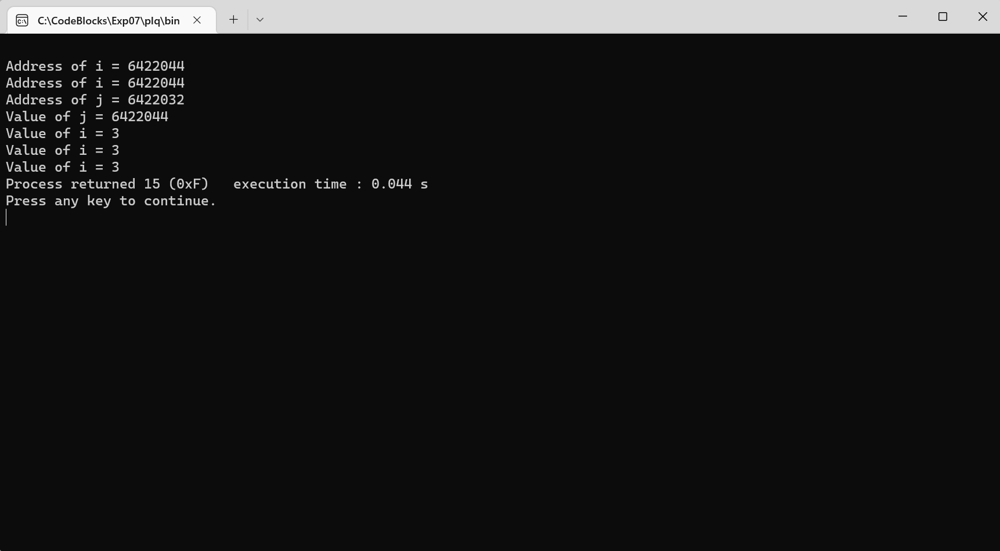 C:\CodeBlocks\Exp07\plq\bin
Address of i = 6422044
Address of i = 6422044
Address of j = 6422032
Value of j = 6422044
Value of i = 3
Value of i = 3
Value of i = 3
Process returned 15 (0xF)   execution time : 0.044 s
Press any key to continue.